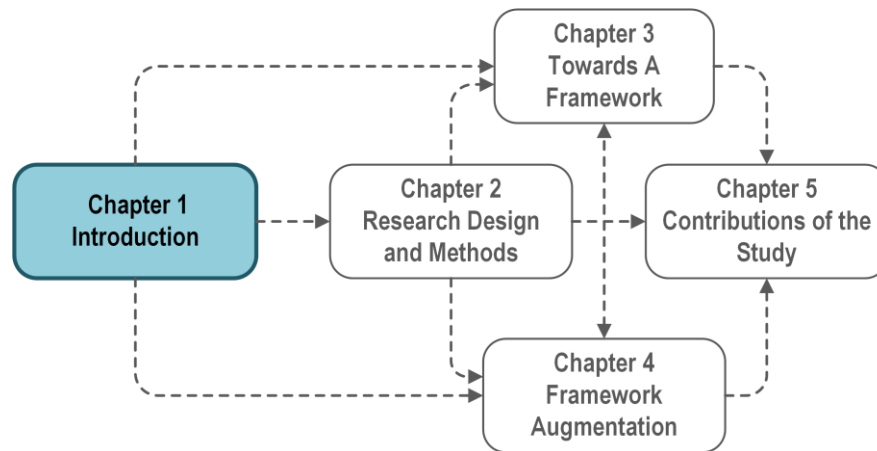 Chapter 3
Towards A
Framework
Chapter 1
Introduction
Chapter 2
Research Design
and Methods
Chapter 5
Contributions of the
Study
Chapter 4
Framework
Augmentation